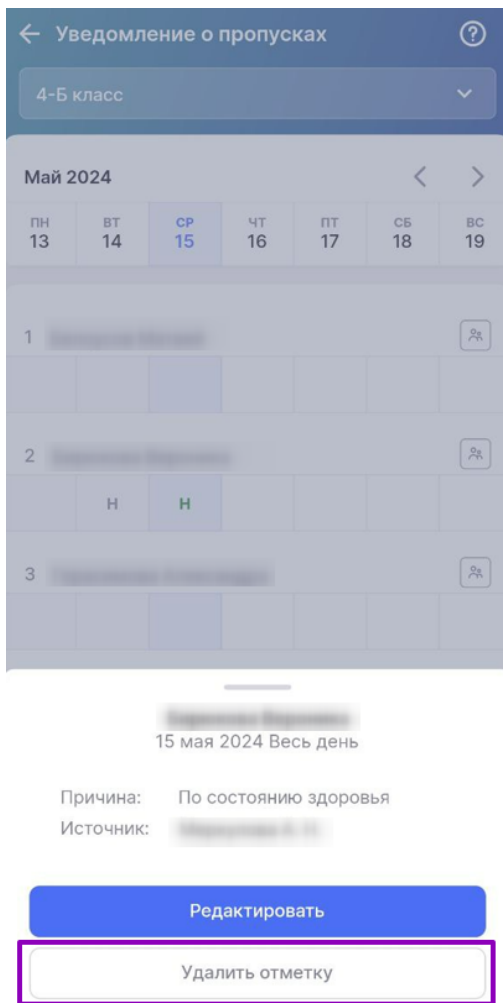 Уведомление о пропусках
4-Б класс
Май 2024
ПН ВТ СР ЧТ ПТ СБ ВС
13 14 15 16 17 18 19
1
2
Н Н
3
15 мая 2024 Весь день
Причина: По состоянию здоровья
Источник:
Редактировать
Удалить отметку